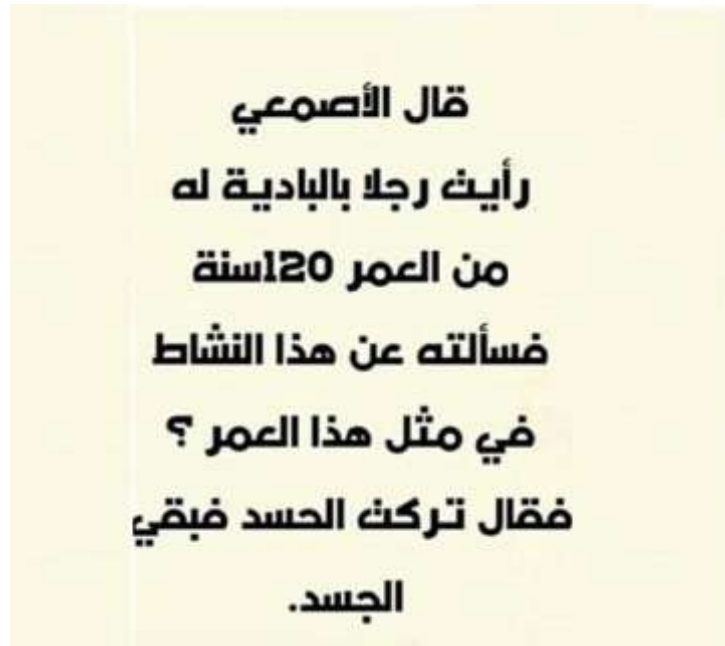 قال الأصمعي
رأيت رجلا بالبادية له
من العمر 120سنة
فسألته عن هذا النشاط
في مثل هذا العمر ؟
فقال تركت الحسد فبقي
الجسد.